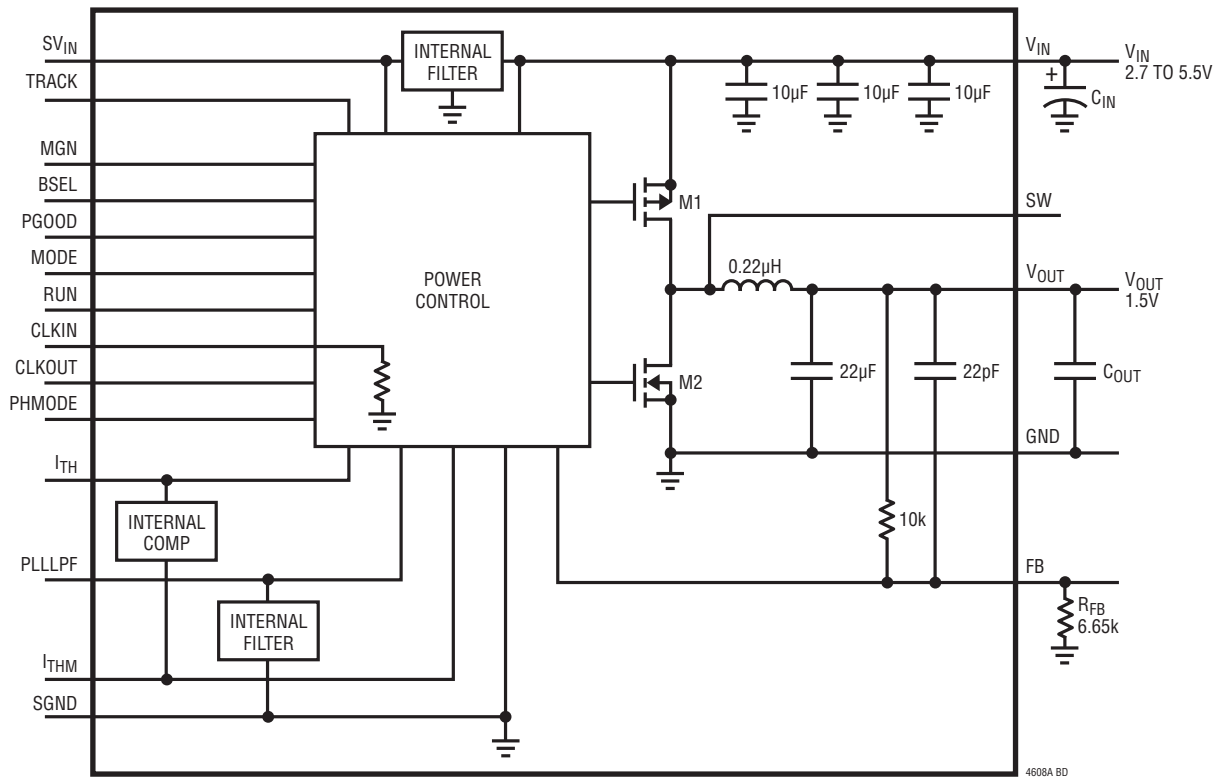 SVIN
TRACK
MGN
BSEL
PGOOD
MODE
RUN
CLKIN
CLKOUT
PHMODE
ITH
PLLLPF
ITHM
SGND
INTERNAL
FILTER
POWER
CONTROL
INTERNAL
COMP
INTERNAL
FILTER
10µF
10µF
10µF
M1
M2
0.22µH
22µF
22pF
10k
VIN
VIN
2.7 TO 5.5V
+
CIN
SW
VOUT
VOUT
1.5V
COUT
GND
FB
RFB
6.65k
4608A BD